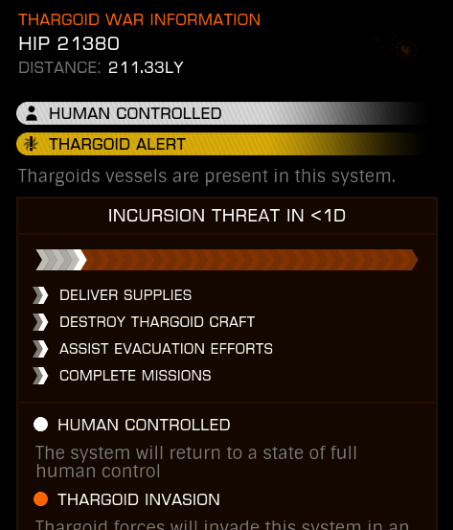 THARGOID WAR INFORMATION
HIP 21380
DISTANCE: 211.33LY
HUMAN CONTROLLED
THARGOID ALERT
Thargoids vessels are present in this system.
INCURSION THREAT IN <1D
DELIVER SUPPLIES
DESTROY THARGOID CRAFT
ASSIST EVACUATION EFFORTS
COMPLETE MISSIONS
HUMAN CONTROLLED
The system will return to a state of full
human control
THARGOID INVASION
Thargoid forces will invade this system in an